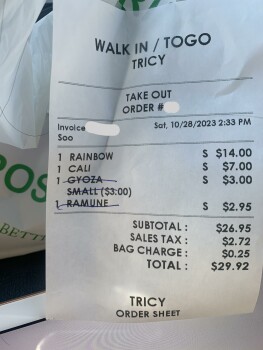 WALK IN / TOGO
TRICY
TAKE OUT
ORDER #
Invoice Sat, 10/28/2023 2:33 PM
Soo
1 RAINBOW $ $14.00
1 CALI $ $7.00
1 GYOZA $ $3.00
SMALL ($3.00)
1 RAMUNE $ $2.95
SUBTOTAL : $26.95
SALES TAX : $2.72
BAG CHARGE : $0.25
TOTAL : $29.92
TRICY
ORDER SHEET